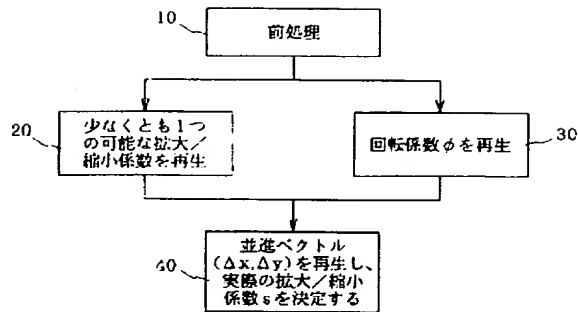 10
前処理
20
少なくとも1つ
の可能な拡大/
縮小係数を再生
回転係数φを再生
30
40
並進ベクトル
(Δx,Δy)を再生し、
実際の拡大/縮小
係数sを決定する